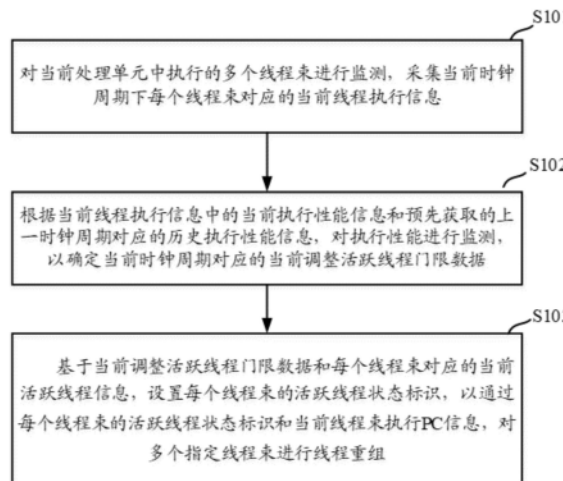 S10
对当前处理单元中执行的多个线程束进行监测，采集当前时钟
周期下每个线程束对应的当前线程执行信息
S102
根据当前线程执行信息中的当前执行性能信息和预先获取的上
一时钟周期对应的历史执行性能信息，对执行性能进行监测，
以确定当前时钟周期对应的当前调整活跃线程门限数据
S103
基于当前调整活跃线程门限数据和每个线程束对应的当前
活跃线程信息，设置每个线程束的活跃线程状态标识，以通过
每个线程束的活跃线程状态标识和当前线程束执行PC信息，对
多个指定线程束进行线程重组